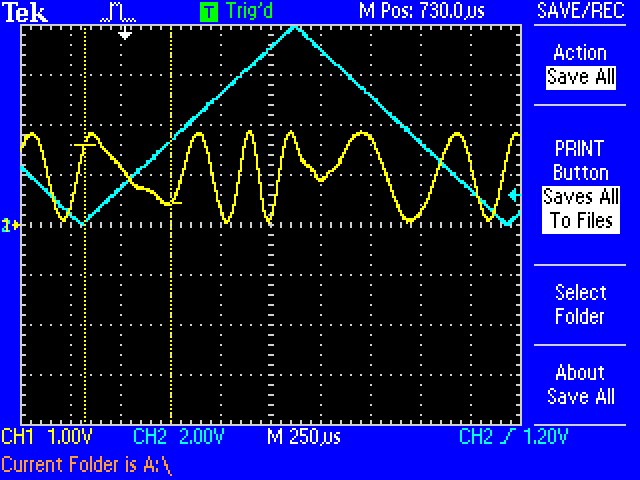 Tek
T Trig'd
M Pos: 730.0µs
SAVE/REC
Action
Save All
PRINT
Button
Saves All
To Files
Select
Folder
About
Save All
CH1 1.00V
CH2 2.00V
M 250µs
CH2 1.20V
Current Folder is A:\